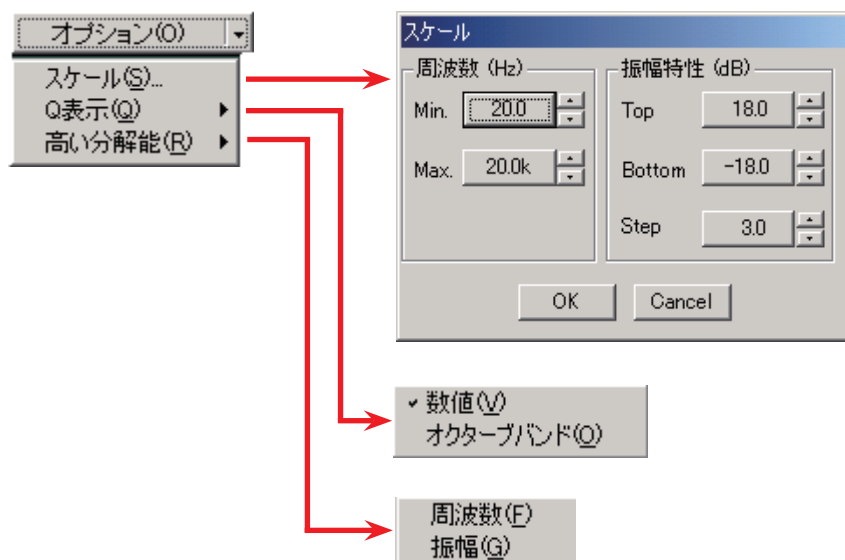 オプション(O)
スケール(S)...
Q表示(Q)
高い分解能(R)
スケール
周波数 (Hz)
Min. 20.0
Max. 20.0k
振幅特性 (dB)
Top 18.0
Bottom -18.0
Step 3.0
OK Cancel
数値(V)
オクターブバンド(O)
周波数(F)
振幅(G)